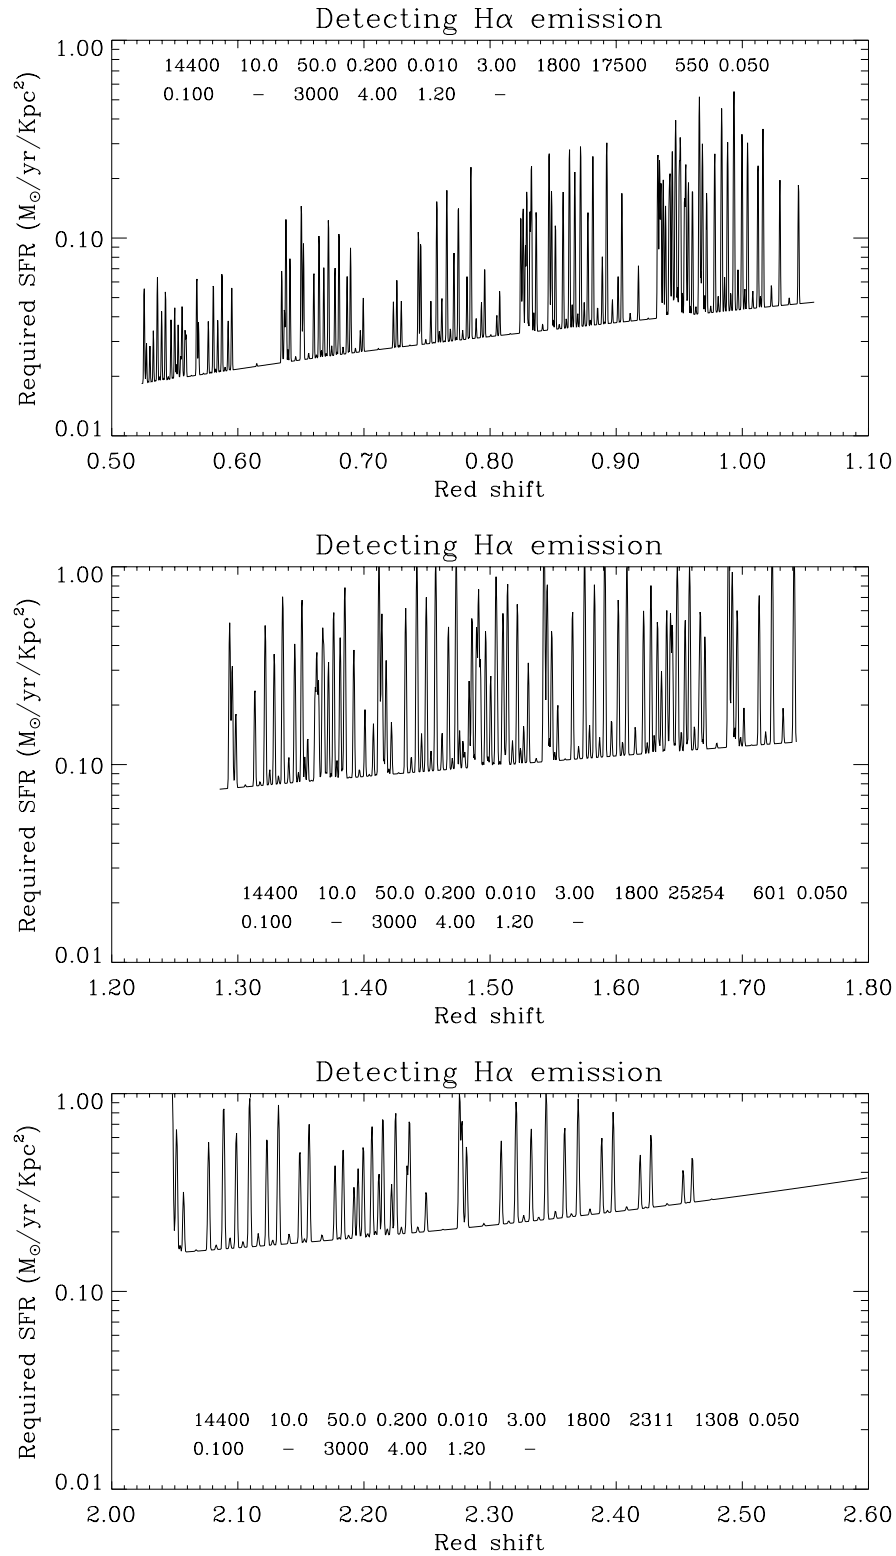 Detecting Hα emission
1.00
14400 10.0 50.0 0.200 0.010 3.00 1800 17500 550 0.050
0.100 – 3000 4.00 1.20 –
Required SFR (M⊙/yr/Kpc²)
0.10
0.01
0.50 0.60 0.70 0.80 0.90 1.00 1.10
Red shift
Detecting Hα emission
1.00
Required SFR (M⊙/yr/Kpc²)
0.10
14400 10.0 50.0 0.200 0.010 3.00 1800 25254 601 0.050
0.100 – 3000 4.00 1.20 –
0.01
1.20 1.30 1.40 1.50 1.60 1.70 1.80
Red shift
Detecting Hα emission
1.00
Required SFR (M⊙/yr/Kpc²)
0.10
14400 10.0 50.0 0.200 0.010 3.00 1800 2311 1308 0.050
0.100 – 3000 4.00 1.20 –
0.01
2.00 2.10 2.20 2.30 2.40 2.50 2.60
Red shift